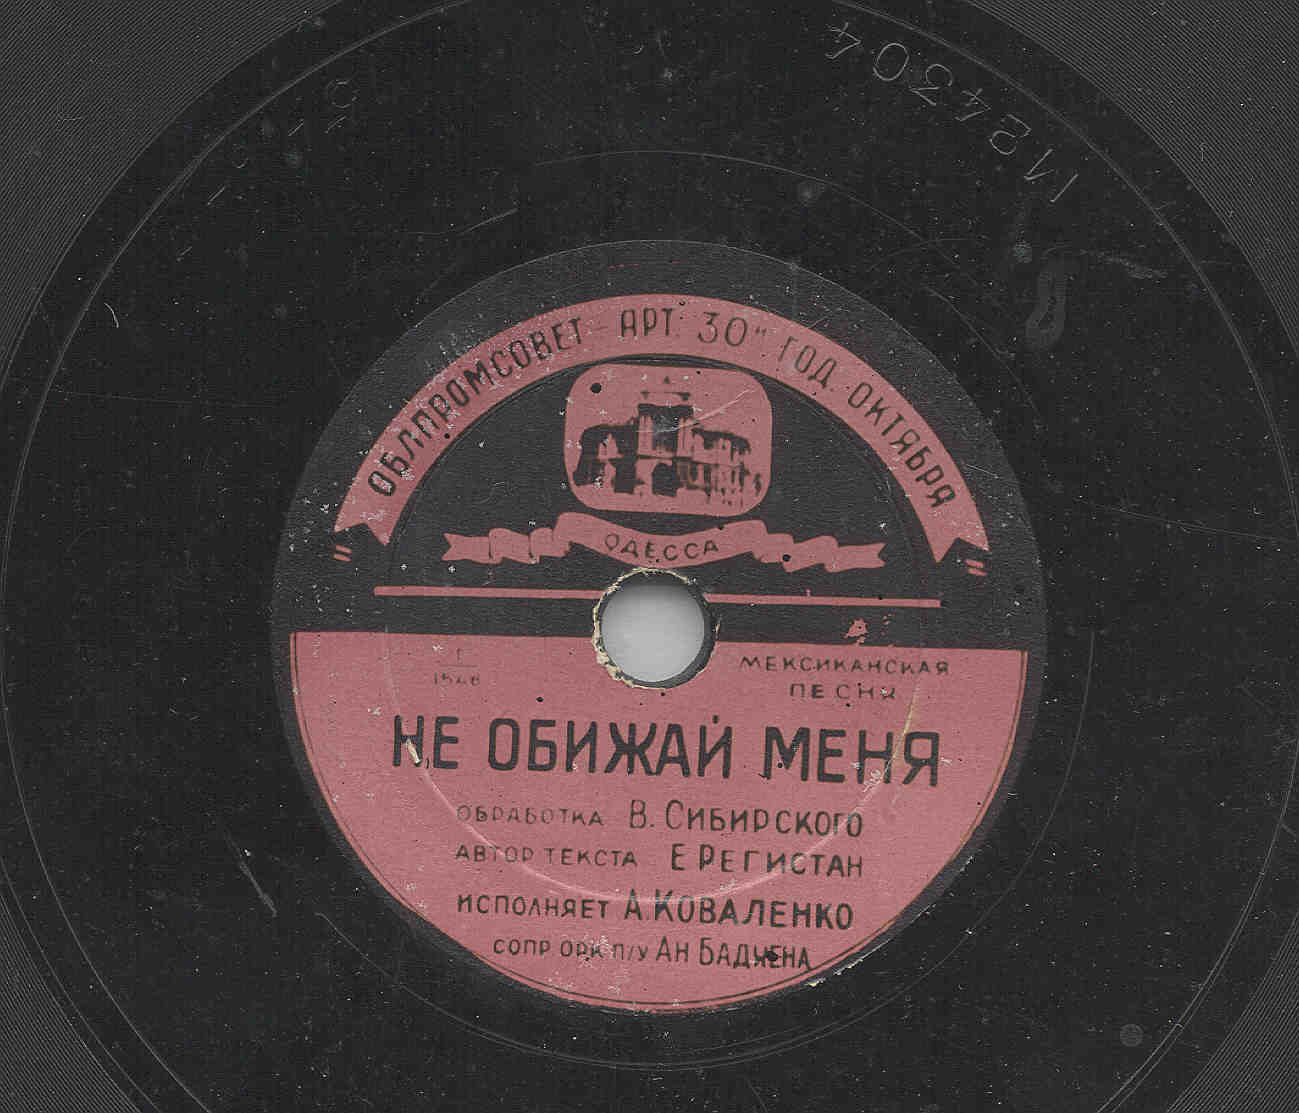 М24304
ОБЛПРОМСОВЕТ – АРТ. 30" ГОД. ОКТЯБРЯ
ОДЕССА
МЕКСИКАНСКАЯ
ПЕСНЯ
НЕ ОБИЖАЙ МЕНЯ
ОБРАБОТКА В. СИБИРСКОГО
АВТОР ТЕКСТА Е РЕГИСТАН
ИСПОЛНЯЕТ А. КОВАЛЕНКО
СОПР ОРК П/У АН БАДХЕНА